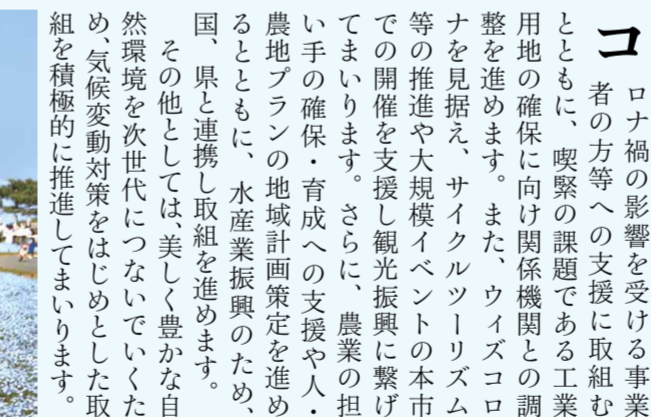 コロナ禍の影響を受ける事業
者の方等への支援に取組む
とともに、喫緊の課題である工業
用地の確保に向け関係機関との調
整を進めます。また、ウィズコロ
ナを見据え、サイクルツーリズム
等の推進や大規模イベントの本市
での開催を支援し観光振興に繋げ
てまいります。さらに、農業の担
い手の確保・育成への支援や人・
農地プランの地域計画策定を進め
るとともに、水産業振興のため、
国、県と連携し取組を進めます。
その他としては、美しく豊かな自
然環境を次世代につないでいくた
め、気候変動対策をはじめとした取
組を積極的に推進してまいります。